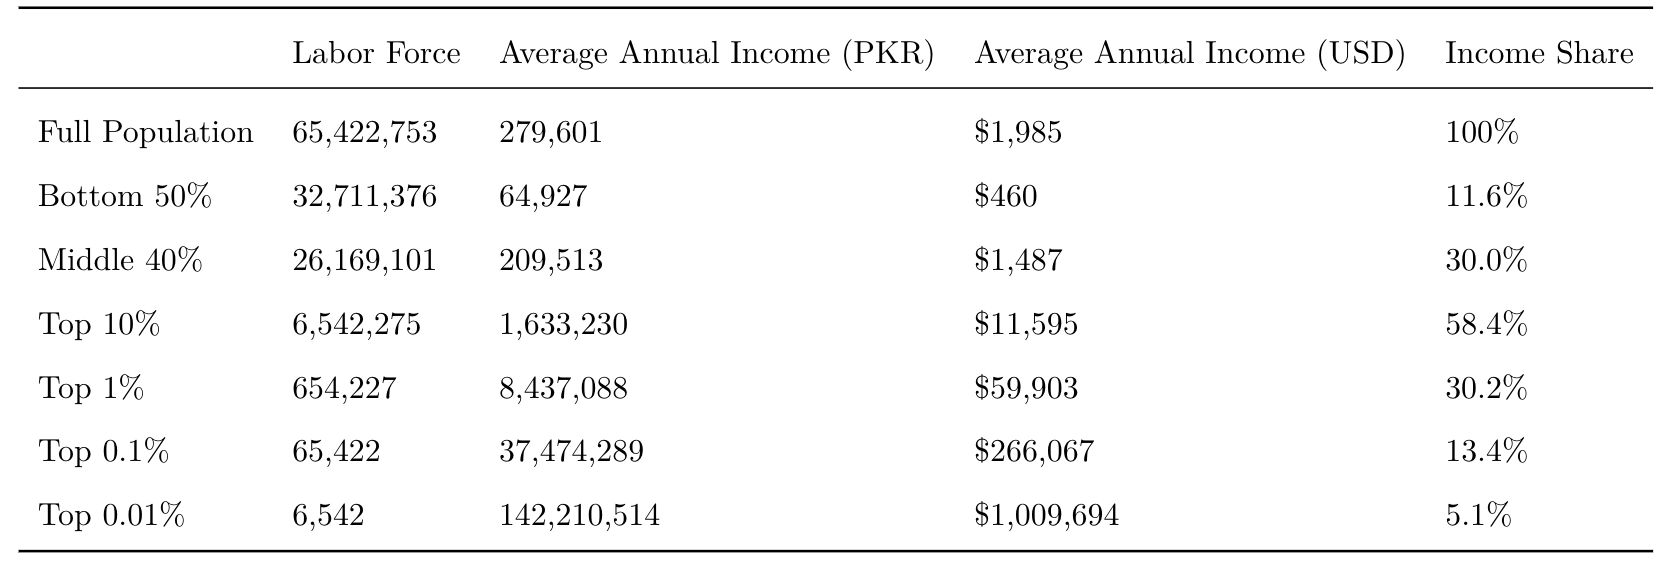 Labor Force Average Annual Income (PKR) Average Annual Income (USD) Income Share
Full Population 65,422,753 279,601 $1,985 100%
Bottom 50% 32,711,376 64,927 $460 11.6%
Middle 40% 26,169,101 209,513 $1,487 30.0%
Top 10% 6,542,275 1,633,230 $11,595 58.4%
Top 1% 654,227 8,437,088 $59,903 30.2%
Top 0.1% 65,422 37,474,289 $266,067 13.4%
Top 0.01% 6,542 142,210,514 $1,009,694 5.1%